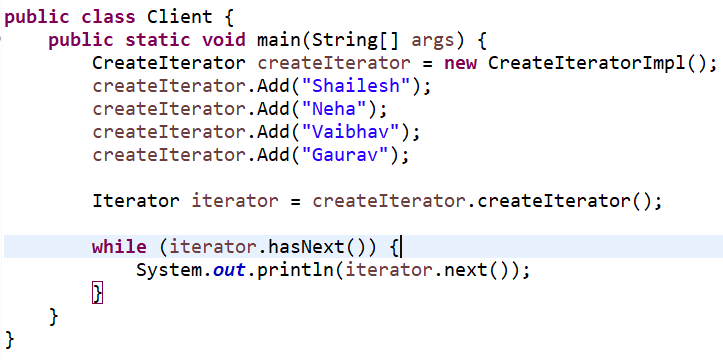 public class Client {
    public static void main(String[] args) {
        CreateIterator createIterator = new CreateIteratorImpl();
        createIterator.Add("Shailesh");
        createIterator.Add("Neha");
        createIterator.Add("Vaibhav");
        createIterator.Add("Gaurav");

        Iterator iterator = createIterator.createIterator();

        while (iterator.hasNext()) {
            System.out.println(iterator.next());
        }
    }
}